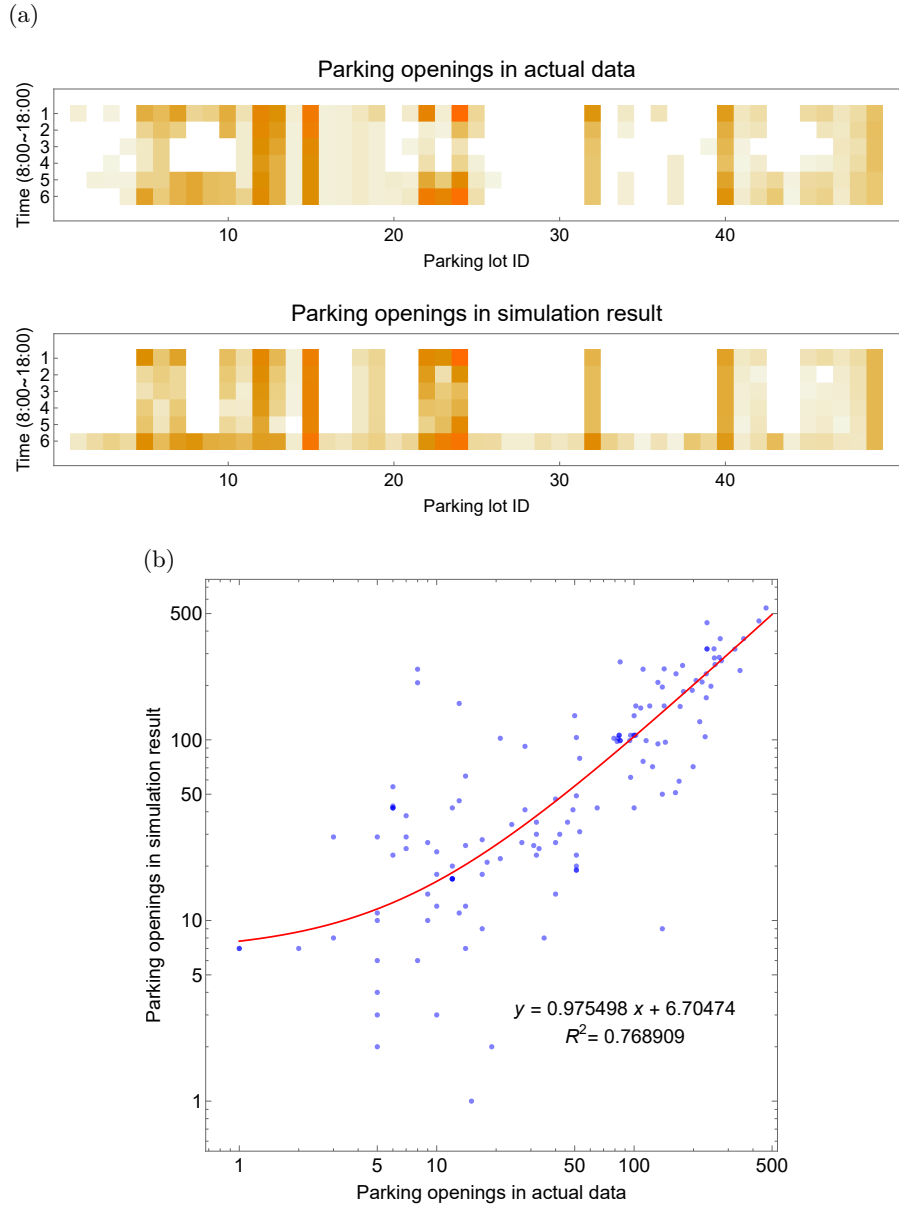 (a)
Parking openings in actual data
Time (8:00~18:00)
1
2
3
4
5
6
10 20 30 40
Parking lot ID
Parking openings in simulation result
Time (8:00~18:00)
1
2
3
4
5
6
10 20 30 40
Parking lot ID
(b)
Parking openings in simulation result
500
100
50
10
5
1
y = 0.975498 x + 6.70474
R²= 0.768909
1 5 10 50 100 500
Parking openings in actual data